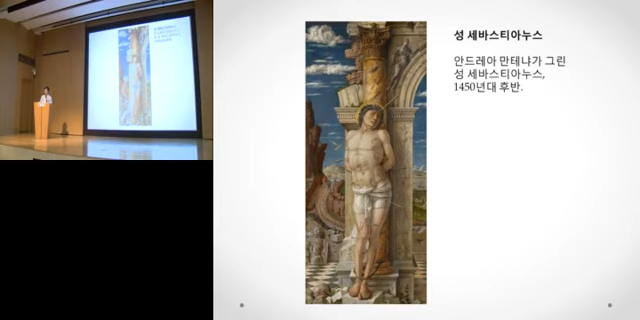 성 세바스티아누스
안드레아 만테냐가 그린
성 세바스티아누스,
1450년대 후반.